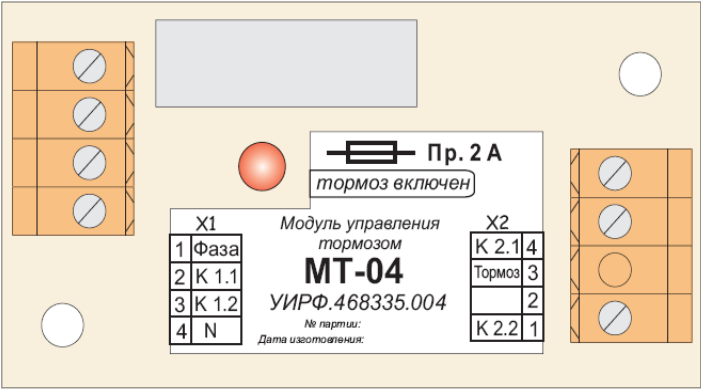 Пр. 2 А
тормоз включен
X1
1 Фаза
2 К 1.1
3 К 1.2
4 N
Модуль управления
тормозом
МТ-04
УИРФ.468335.004
№ партии:
Дата изготовления:
X2
К 2.1 4
Тормоз 3
2
К 2.2 1